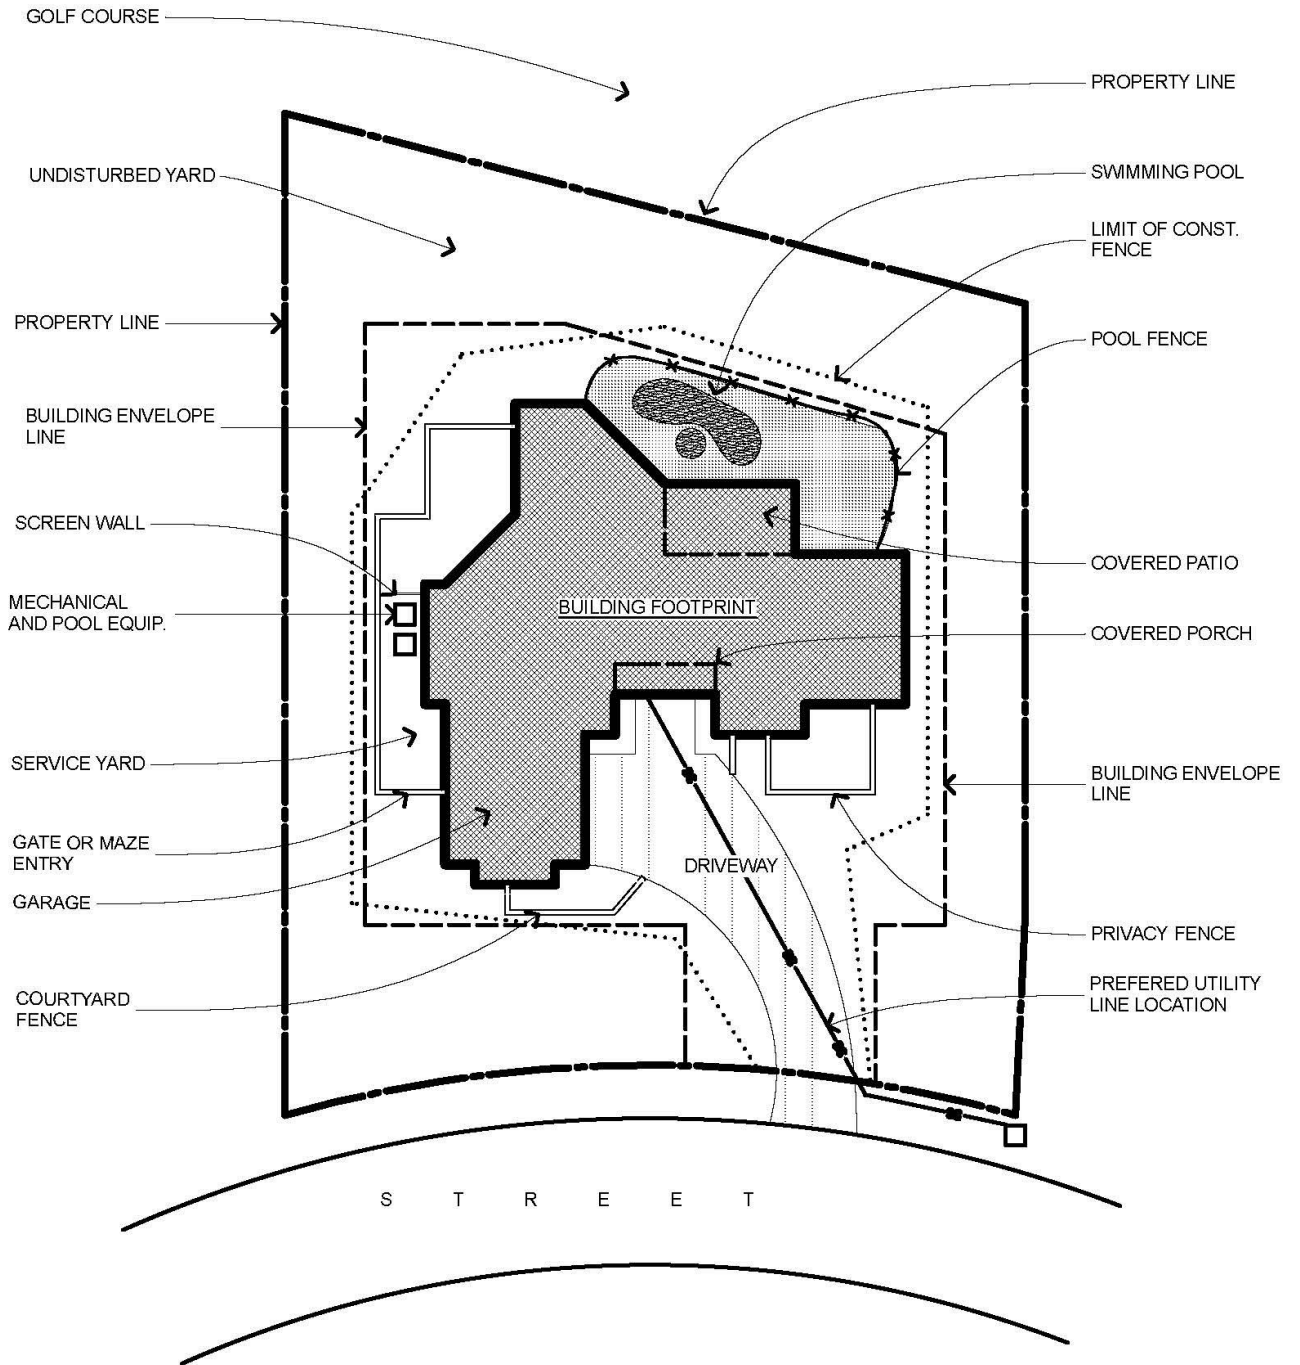 GOLF COURSE
PROPERTY LINE
UNDISTURBED YARD
SWIMMING POOL
LIMIT OF CONST.
FENCE
PROPERTY LINE
POOL FENCE
BUILDING ENVELOPE
LINE
SCREEN WALL
COVERED PATIO
MECHANICAL
AND POOL EQUIP.
BUILDING FOOTPRINT
COVERED PORCH
SERVICE YARD
BUILDING ENVELOPE
LINE
GATE OR MAZE
ENTRY
DRIVEWAY
GARAGE
PRIVACY FENCE
COURTYARD
FENCE
PREFERED UTILITY
LINE LOCATION
S T R E E T